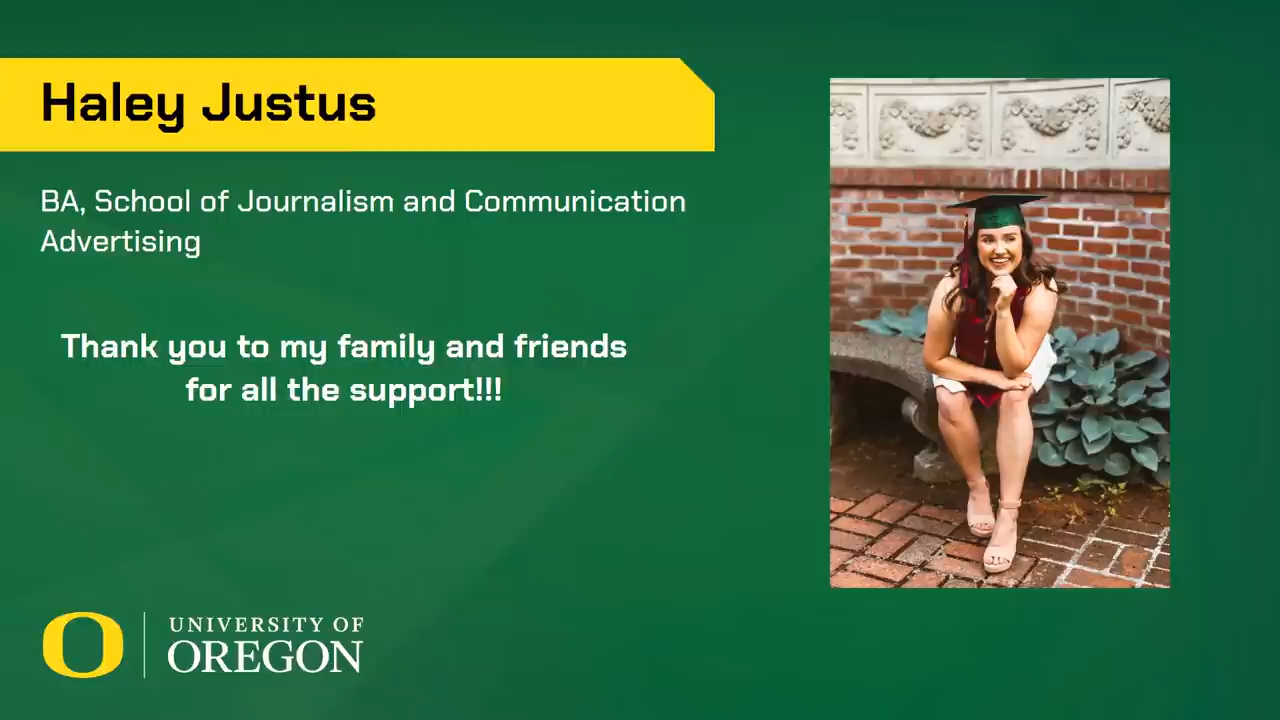 Haley Justus
BA, School of Journalism and Communication
Advertising
Thank you to my family and friends
for all the support!!!
O
UNIVERSITY OF
OREGON